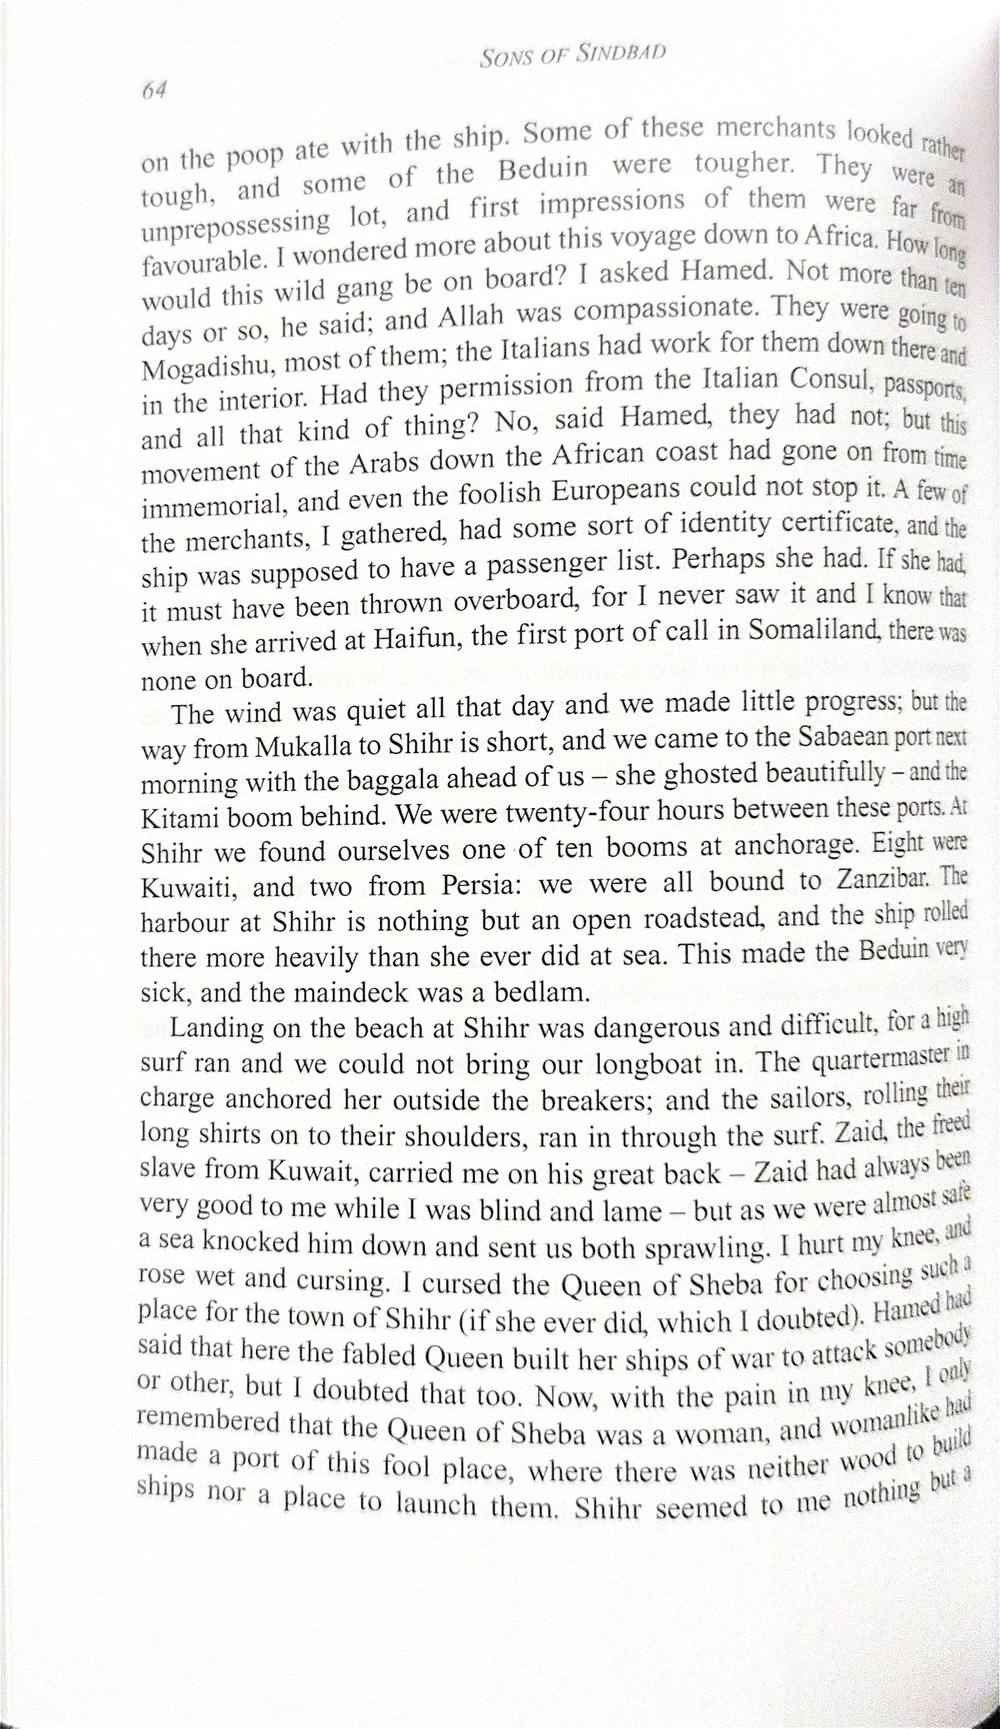 SONS OF SINDBAD
64
on the poop ate with the ship. Some of these merchants looked rather
tough, and some of the Beduin were tougher. They were an
unprepossessing lot, and first impressions of them were far from
favourable. I wondered more about this voyage down to Africa. How long
would this wild gang be on board? I asked Hamed. Not more than ten
days or so, he said; and Allah was compassionate. They were going to
Mogadishu, most of them; the Italians had work for them down there and
in the interior. Had they permission from the Italian Consul, passports,
and all that kind of thing? No, said Hamed, they had not; but this
movement of the Arabs down the African coast had gone on from time
immemorial, and even the foolish Europeans could not stop it. A few of
the merchants, I gathered, had some sort of identity certificate, and the
ship was supposed to have a passenger list. Perhaps she had. If she had,
it must have been thrown overboard, for I never saw it and I know that
when she arrived at Haifun, the first port of call in Somaliland, there was
none on board.
The wind was quiet all that day and we made little progress; but the
way from Mukalla to Shihr is short, and we came to the Sabaean port next
morning with the baggala ahead of us – she ghosted beautifully – and the
Kitami boom behind. We were twenty-four hours between these ports. At
Shihr we found ourselves one of ten booms at anchorage. Eight were
Kuwaiti, and two from Persia: we were all bound to Zanzibar. The
harbour at Shihr is nothing but an open roadstead, and the ship rolled
there more heavily than she ever did at sea. This made the Beduin very
sick, and the maindeck was a bedlam.
Landing on the beach at Shihr was dangerous and difficult, for a high
surf ran and we could not bring our longboat in. The quartermaster in
charge anchored her outside the breakers; and the sailors, rolling their
long shirts on to their shoulders, ran in through the surf. Zaid, the freed
slave from Kuwait, carried me on his great back – Zaid had always been
very good to me while I was blind and lame – but as we were almost safe
a sea knocked him down and sent us both sprawling. I hurt my knee, and
rose wet and cursing. I cursed the Queen of Sheba for choosing such a
place for the town of Shihr (if she ever did, which I doubted). Hamed had
said that here the fabled Queen built her ships of war to attack somebody
or other, but I doubted that too. Now, with the pain in my knee, I only
remembered that the Queen of Sheba was a woman, and womanlike had
made a port of this fool place, where there was neither wood to build
ships nor a place to launch them. Shihr seemed to me nothing but a